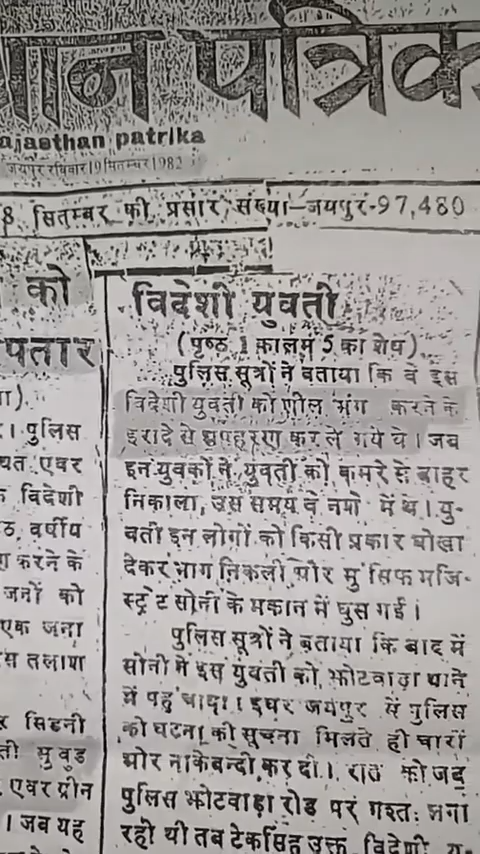 पत्रिक
ajasthan patrika
जयपुर रविवार 19 सितम्बर 1982
8 सितम्बर की प्रसार संख्या—जयपुर-97,480
को
पतार
। पुलिस
एवर
विदेशी
वर्षीय
करने के
जनों को
एक जना
तलाश
सिडनी
ती मुवुड
एवर ग्रीन
। जब यह
विदेशी युवती
(पृष्ठ 1 कालम 5 का शेष)
पुलिस सूत्रों ने बताया कि वे इस
विदेशी युवती को शील भंग करने के
इरादे से अपहरण कर ले गये थे । जब
इन युवकों ने युवती को कमरे से बाहर
निकाला, उस समय वे नशे में थे । यु-
वती इन लोगों को किसी प्रकार धोखा
देकर भाग निकली और मुंसिफ मजि-
स्ट्रेट सोनी के मकान में घुस गई ।
पुलिस सूत्रों ने बताया कि बाद में
सोनी ने इस युवती को झोटवाड़ा थाने
में पहुंचाया । इधर जयपुर में पुलिस
को घटना की सूचना मिलते ही चारों
ओर नाकेबन्दी कर दी । रात को जब
पुलिस झोटवाड़ा रोड पर गश्त लगा
रही थी तब टेकसिंह उक्त विदेशी यु-